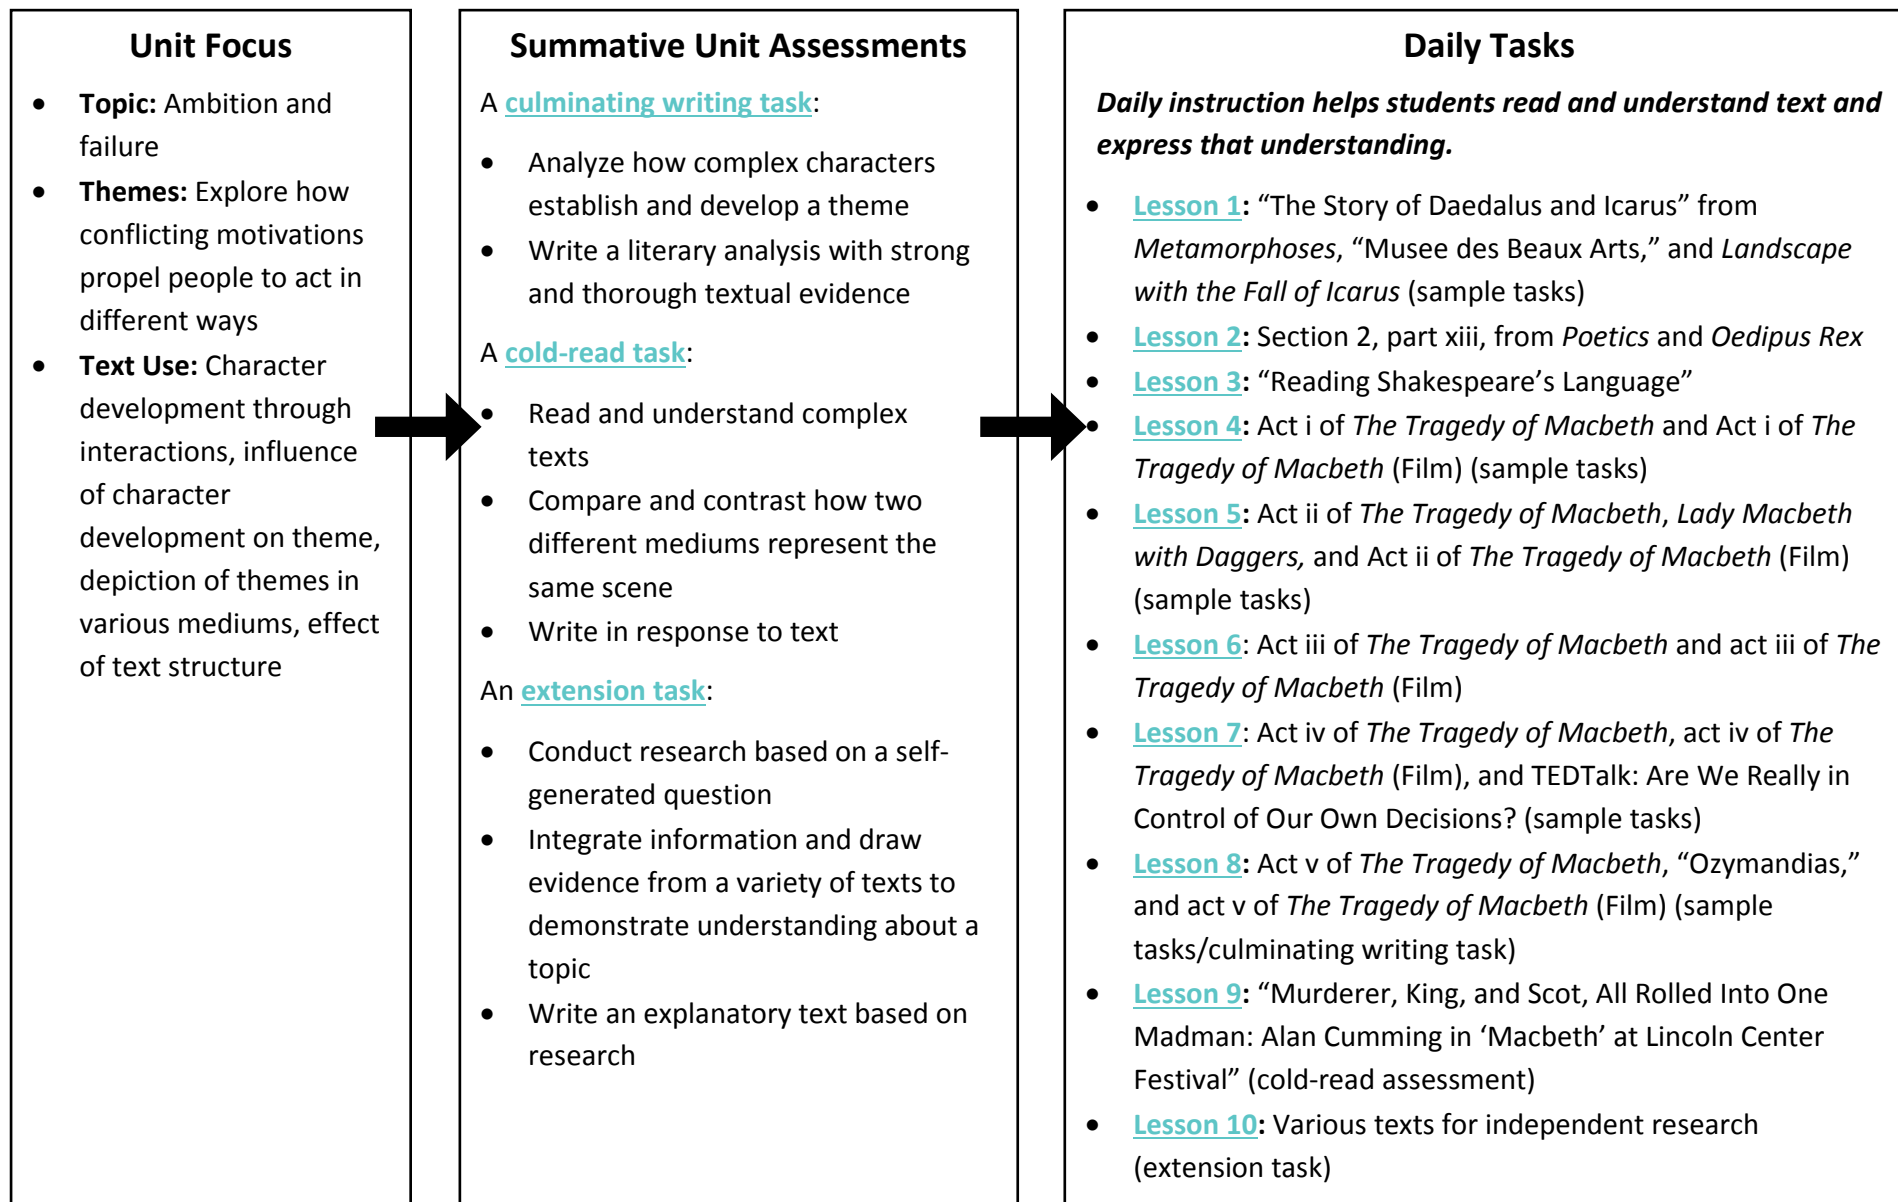 Unit Focus
• Topic: Ambition and
failure
• Themes: Explore how
conflicting motivations
propel people to act in
different ways
• Text Use: Character
development through
interactions, influence
of character
development on theme,
depiction of themes in
various mediums, effect
of text structure
Summative Unit Assessments
A culminating writing task:
• Analyze how complex characters
establish and develop a theme
• Write a literary analysis with strong
and thorough textual evidence
A cold-read task:
• Read and understand complex
texts
• Compare and contrast how two
different mediums represent the
same scene
• Write in response to text
An extension task:
• Conduct research based on a self-
generated question
• Integrate information and draw
evidence from a variety of texts to
demonstrate understanding about a
topic
• Write an explanatory text based on
research
Daily Tasks
Daily instruction helps students read and understand text and
express that understanding.
• Lesson 1: “The Story of Daedalus and Icarus” from
Metamorphoses, “Musee des Beaux Arts,” and Landscape
with the Fall of Icarus (sample tasks)
• Lesson 2: Section 2, part xiii, from Poetics and Oedipus Rex
• Lesson 3: “Reading Shakespeare’s Language”
• Lesson 4: Act i of The Tragedy of Macbeth and Act i of The
Tragedy of Macbeth (Film) (sample tasks)
• Lesson 5: Act ii of The Tragedy of Macbeth, Lady Macbeth
with Daggers, and Act ii of The Tragedy of Macbeth (Film)
(sample tasks)
• Lesson 6: Act iii of The Tragedy of Macbeth and act iii of The
Tragedy of Macbeth (Film)
• Lesson 7: Act iv of The Tragedy of Macbeth, act iv of The
Tragedy of Macbeth (Film), and TEDTalk: Are We Really in
Control of Our Own Decisions? (sample tasks)
• Lesson 8: Act v of The Tragedy of Macbeth, “Ozymandias,”
and act v of The Tragedy of Macbeth (Film) (sample
tasks/culminating writing task)
• Lesson 9: “Murderer, King, and Scot, All Rolled Into One
Madman: Alan Cumming in ‘Macbeth’ at Lincoln Center
Festival” (cold-read assessment)
• Lesson 10: Various texts for independent research
(extension task)